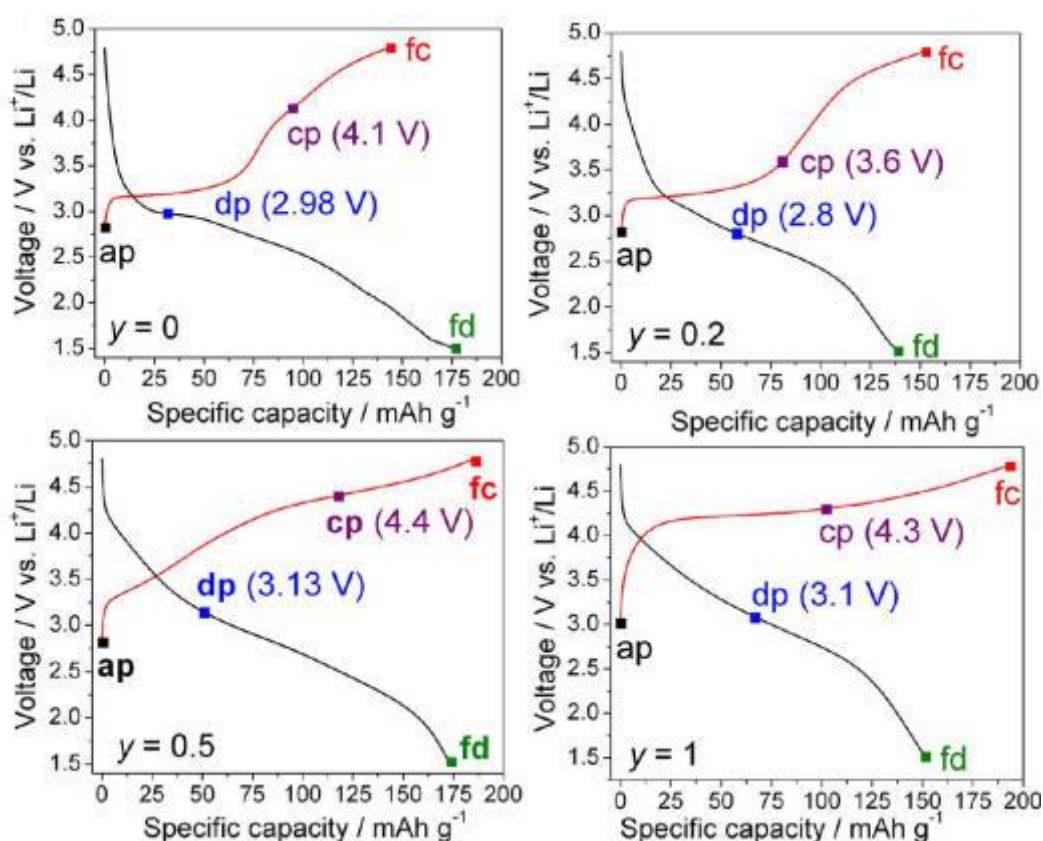 5.0
4.5
4.0
3.5
3.0
2.5
2.0
1.5
Voltage / V vs. Li⁺/Li
fc
cp (4.1 V)
dp (2.98 V)
ap
fd
y = 0
0 25 50 75 100 125 150 175 200
Specific capacity / mAh g⁻¹
5.0
4.5
4.0
3.5
3.0
2.5
2.0
1.5
Voltage / V vs. Li⁺/Li
fc
cp (3.6 V)
dp (2.8 V)
ap
fd
y = 0.2
0 25 50 75 100 125 150 175 200
Specific capacity / mAh g⁻¹
5.0
4.5
4.0
3.5
3.0
2.5
2.0
1.5
Voltage / V vs. Li⁺/Li
fc
cp (4.4 V)
dp (3.13 V)
ap
fd
y = 0.5
0 25 50 75 100 125 150 175 200
Specific capacity / mAh g⁻¹
5.0
4.5
4.0
3.5
3.0
2.5
2.0
1.5
Voltage / V vs. Li⁺/Li
fc
cp (4.3 V)
dp (3.1 V)
ap
fd
y = 1
0 25 50 75 100 125 150 175 200
Specific capacity / mAh g⁻¹